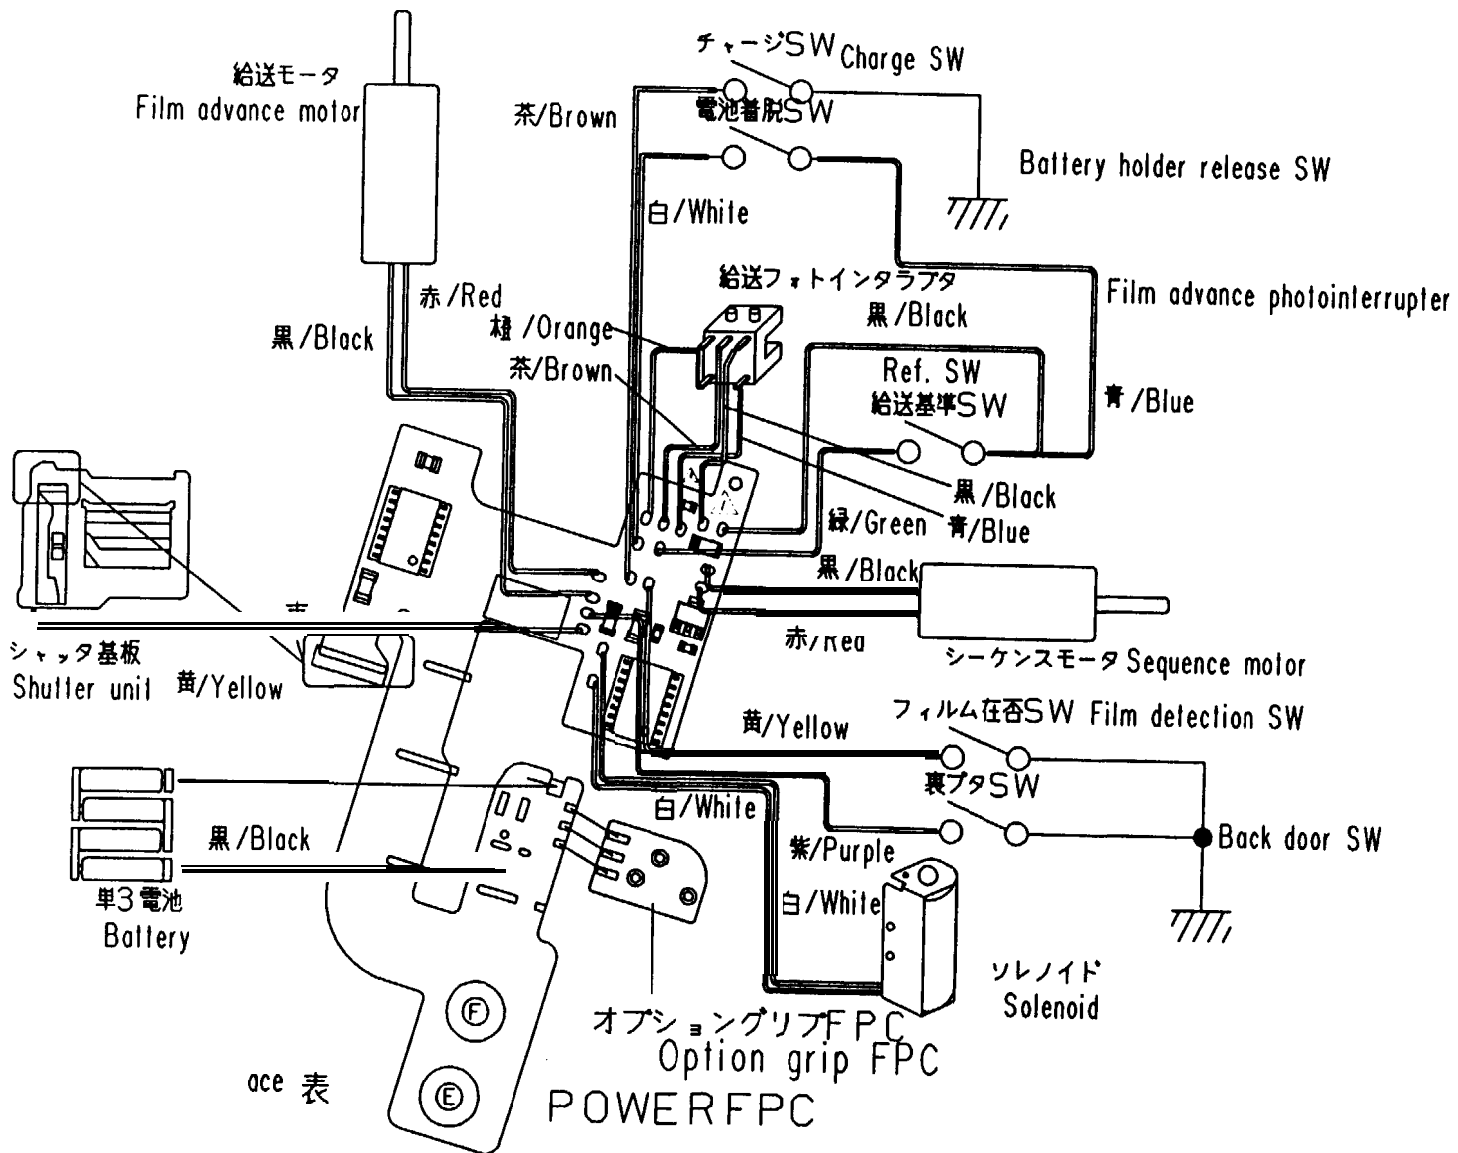 チャージSW Charge SW
給送モータ
Film advance motor
茶/Brown
電池着脱SW
Battery holder release SW
白/White
赤/Red
給送フォトインタラプタ
Film advance photointerrupter
橙/Orange
黒/Black
黒/Black
茶/Brown
Ref. SW
給送基準SW
青/Blue
黒/Black
緑/Green
青/Blue
黒/Black
赤/Red
シャッタ基板
Shutter unit
黄/Yellow
シーケンスモータ Sequence motor
フィルム在否SW Film detection SW
黄/Yellow
裏ブタSW
白/White
黒/Black
Back door SW
紫/Purple
単3電池
Battery
白/White
ソレノイド
Solenoid
F
オプショングリップFPC
Option grip FPC
ace 表
E
POWERFPC